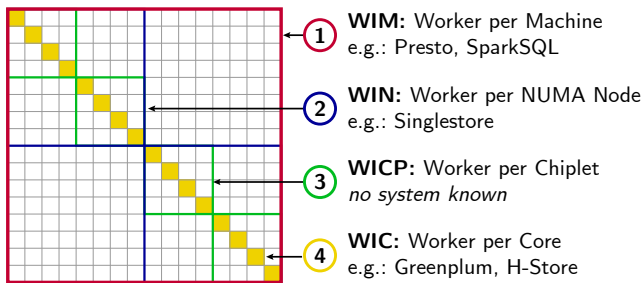 1 WIM: Worker per Machine
e.g.: Presto, SparkSQL
2 WIN: Worker per NUMA Node
e.g.: Singlestore
3 WICP: Worker per Chiplet
no system known
4 WIC: Worker per Core
e.g.: Greenplum, H-Store